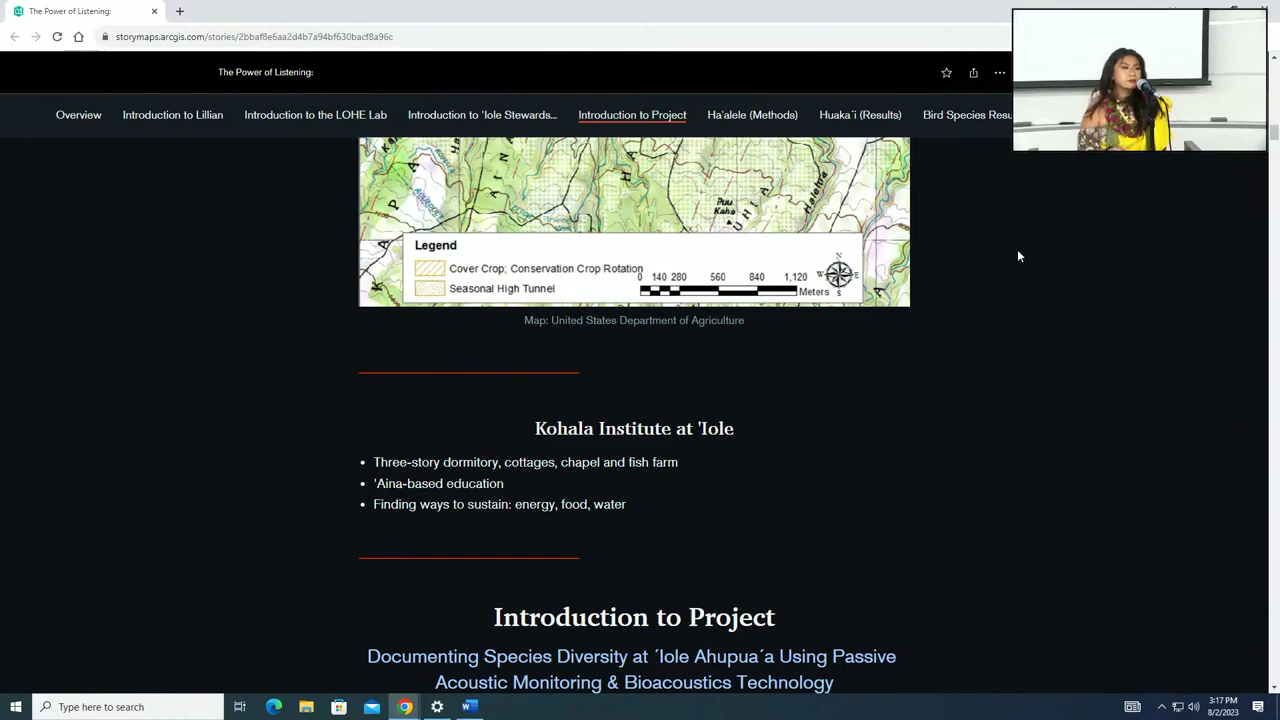 The Power of Listening:
storymaps.arcgis.com/stories/2bbaf8e6aa2d4b7a94bf630bacf8a96c
The Power of Listening:
Overview
Introduction to Lillian
Introduction to the LOHE Lab
Introduction to 'Iole Stewards...
Introduction to Project
Ha'alele (Methods)
Huaka´i (Results)
Bird Species Resu
Puu
Kaha
Legend
Cover Crop; Conservation Crop Rotation
Seasonal High Tunnel
0 140 280 560 840 1,120
Meters
N
W E
S
Map: United States Department of Agriculture
Kohala Institute at 'Iole
• Three-story dormitory, cottages, chapel and fish farm
• 'Aina-based education
• Finding ways to sustain: energy, food, water
Introduction to Project
Documenting Species Diversity at ´Iole Ahupua´a Using Passive
Acoustic Monitoring & Bioacoustics Technology
Type here to search
3:17 PM
8/2/2023